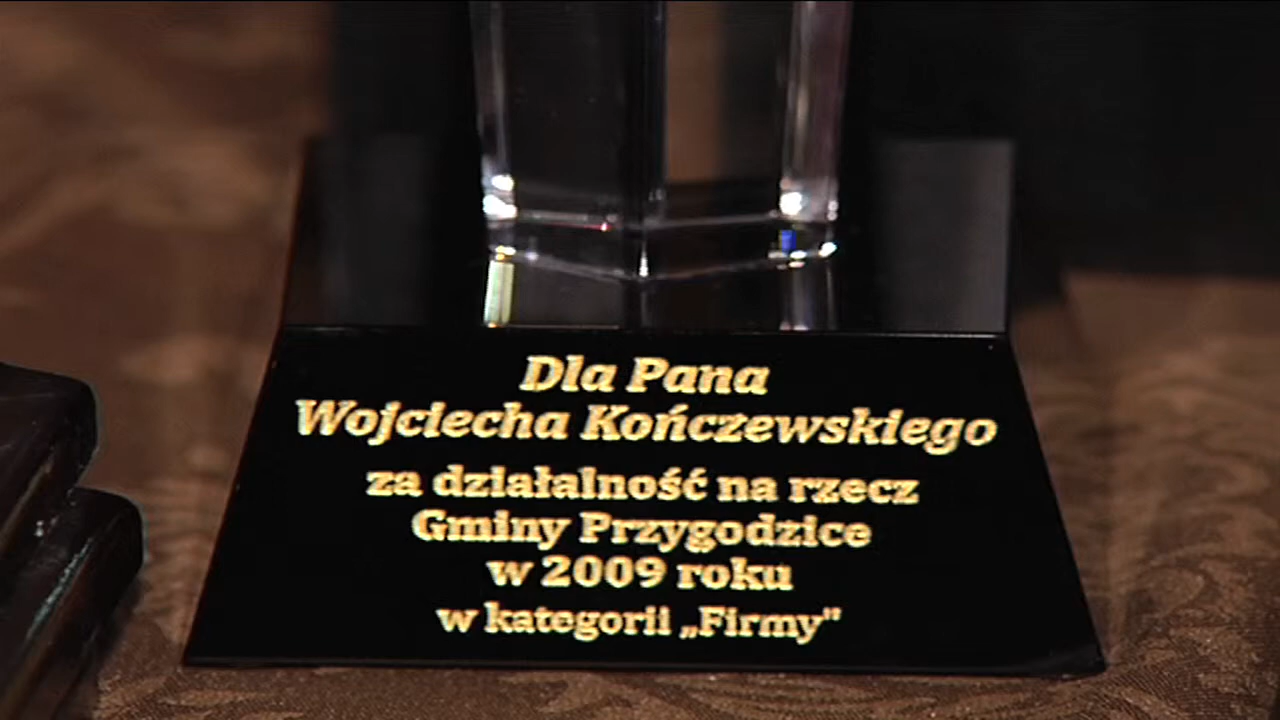 Dla Pana
Wojciecha Kończewskiego
za działalność na rzecz
Gminy Przygodzice
w 2009 roku
w kategorii „Firmy"